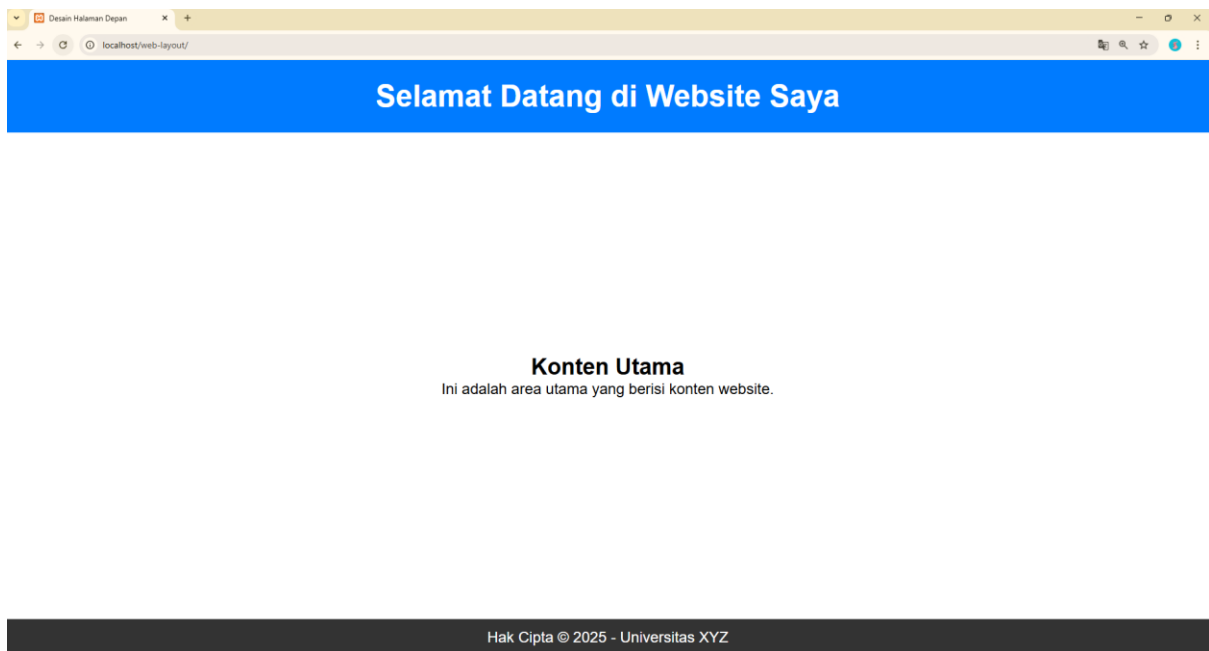 Desain Halaman Depan
localhost/web-layout/
Selamat Datang di Website Saya
Konten Utama
Ini adalah area utama yang berisi konten website.
Hak Cipta © 2025 - Universitas XYZ